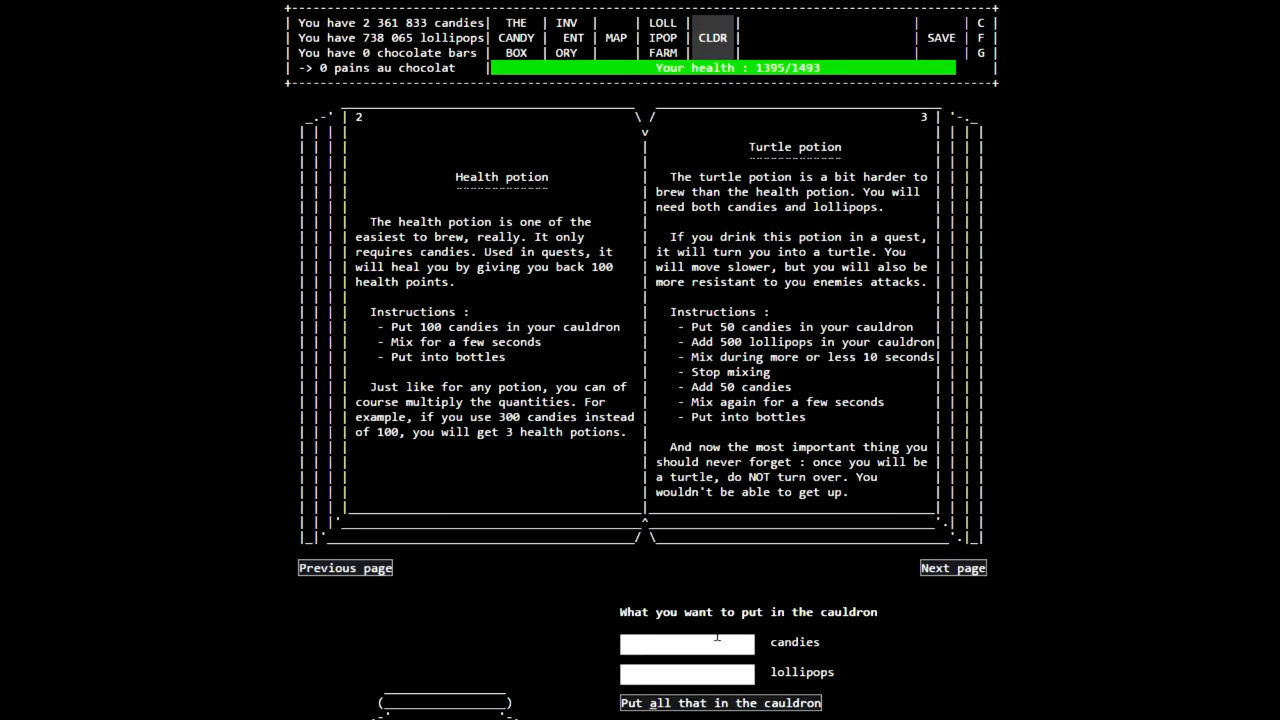 You have 2 361 833 candies
You have 738 065 lollipops
You have 0 chocolate bars
-> 0 pains au chocolat
THE
CANDY
BOX
INV
ENT
ORY
MAP
LOLL
IPOP
FARM
CLDR
SAVE
C
F
G
Your health : 1395/1493
2
Health potion
The health potion is one of the
easiest to brew, really. It only
requires candies. Used in quests, it
will heal you by giving you back 100
health points.
Instructions :
- Put 100 candies in your cauldron
- Mix for a few seconds
- Put into bottles
Just like for any potion, you can of
course multiply the quantities. For
example, if you use 300 candies instead
of 100, you will get 3 health potions.
3
Turtle potion
The turtle potion is a bit harder to
brew than the health potion. You will
need both candies and lollipops.
If you drink this potion in a quest,
it will turn you into a turtle. You
will move slower, but you will also be
more resistant to you enemies attacks.
Instructions :
- Put 50 candies in your cauldron
- Add 500 lollipops in your cauldron
- Mix during more or less 10 seconds
- Stop mixing
- Add 50 candies
- Mix again for a few seconds
- Put into bottles
And now the most important thing you
should never forget : once you will be
a turtle, do NOT turn over. You
wouldn't be able to get up.
Previous page
Next page
What you want to put in the cauldron
candies
lollipops
Put all that in the cauldron